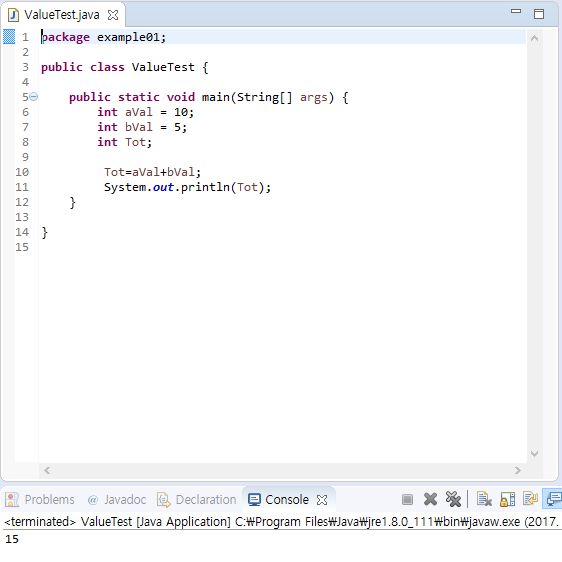 ValueTest.java
1 package example01;
2
3 public class ValueTest {
4
5 public static void main(String[] args) {
6 int aVal = 10;
7 int bVal = 5;
8 int Tot;
9
10 Tot=aVal+bVal;
11 System.out.println(Tot);
12 }
13
14 }
15
Problems @ Javadoc Declaration Console
<terminated> ValueTest [Java Application] C:₩Program Files₩Java₩jre1.8.0_111₩bin₩javaw.exe (2017.
15